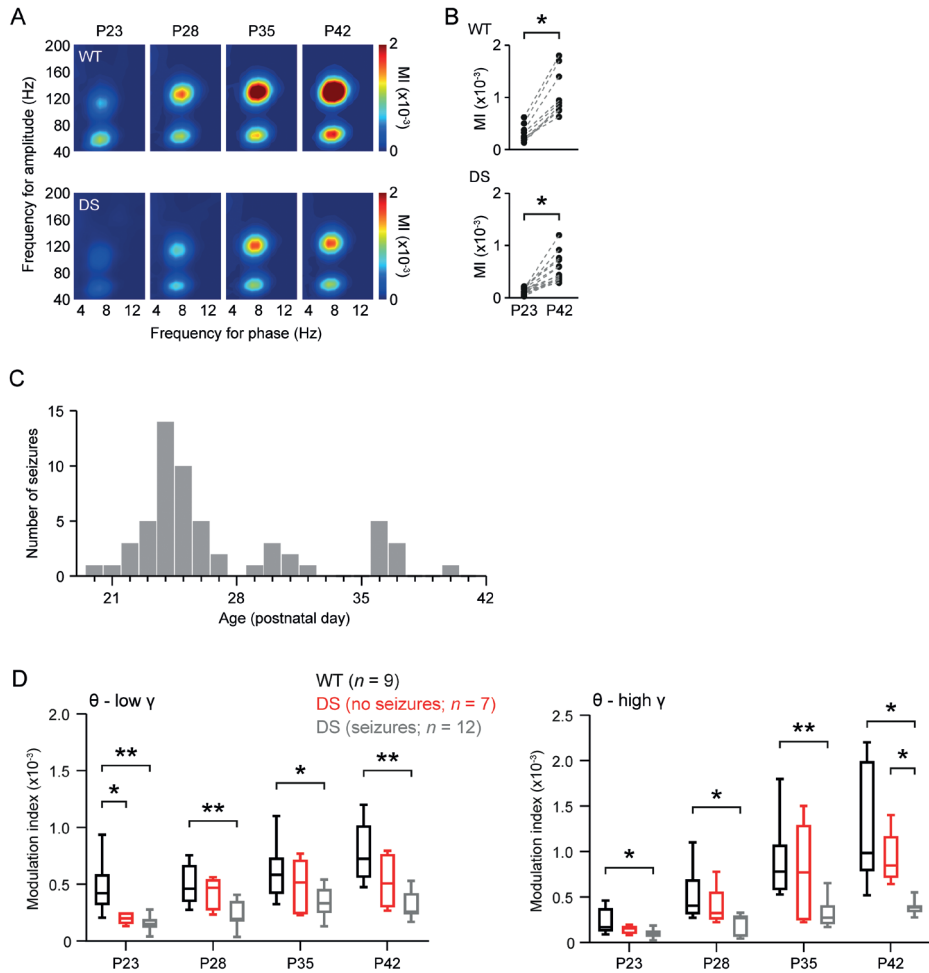 A
P23 P28 P35 P42
WT
200
160
120
80
40
2
0
MI (x10-3)
DS
200
160
120
80
40
2
0
MI (x10-3)
Frequency for amplitude (Hz)
4 8 12 4 8 12 4 8 12 4 8 12
Frequency for phase (Hz)
B
WT
*
2
1
0
MI (x10-3)
DS
*
2
1
0
MI (x10-3)
P23 P42
C
15
10
5
0
Number of seizures
21 28 35 42
Age (postnatal day)
D
WT (n = 9)
DS (no seizures; n = 7)
DS (seizures; n = 12)
θ - low γ
2.0
1.5
1.0
0.5
0
Modulation index (x10-3)
**
*
**
*
**
P23 P28 P35 P42
θ - high γ
2.5
2.0
1.5
1.0
0.5
0
Modulation index (x10-3)
*
*
**
*
*
P23 P28 P35 P42